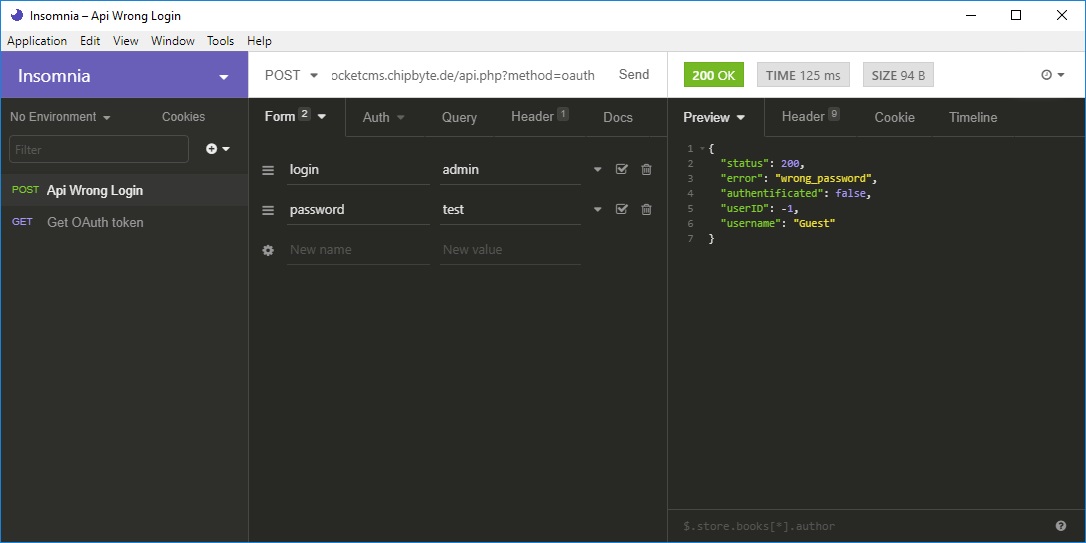 Insomnia – Api Wrong Login
Application Edit View Window Tools Help
Insomnia
POST ocketcms.chipbyte.de/api.php?method=oauth Send
200 OK TIME 125 ms SIZE 94 B
No Environment Cookies
Filter
POST Api Wrong Login
GET Get OAuth token
Form 2 Auth Query Header 1 Docs
login admin
password test
New name New value
Preview Header 9 Cookie Timeline
1 {
2 "status": 200,
3 "error": "wrong_password",
4 "authentificated": false,
5 "userID": -1,
6 "username": "Guest"
7 }
$.store.books[*].author